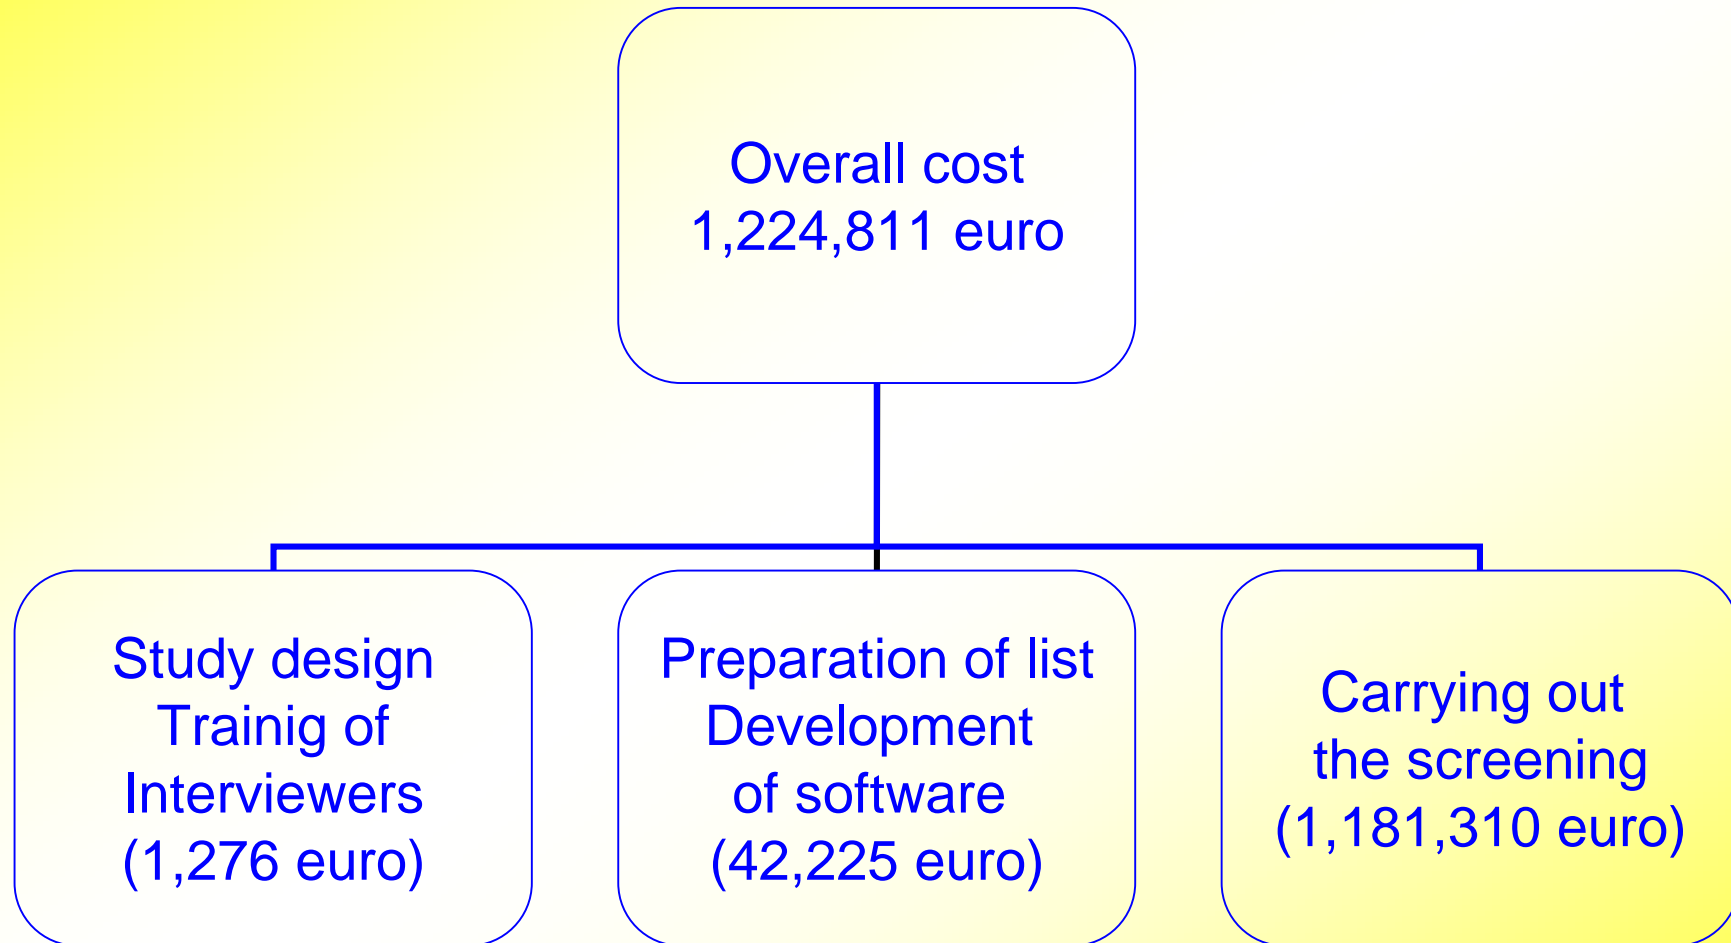 Overall cost
1,224,811 euro
Study design
Trainig of
Interviewers
(1,276 euro)
Preparation of list
Development
of software
(42,225 euro)
Carrying out
the screening
(1,181,310 euro)